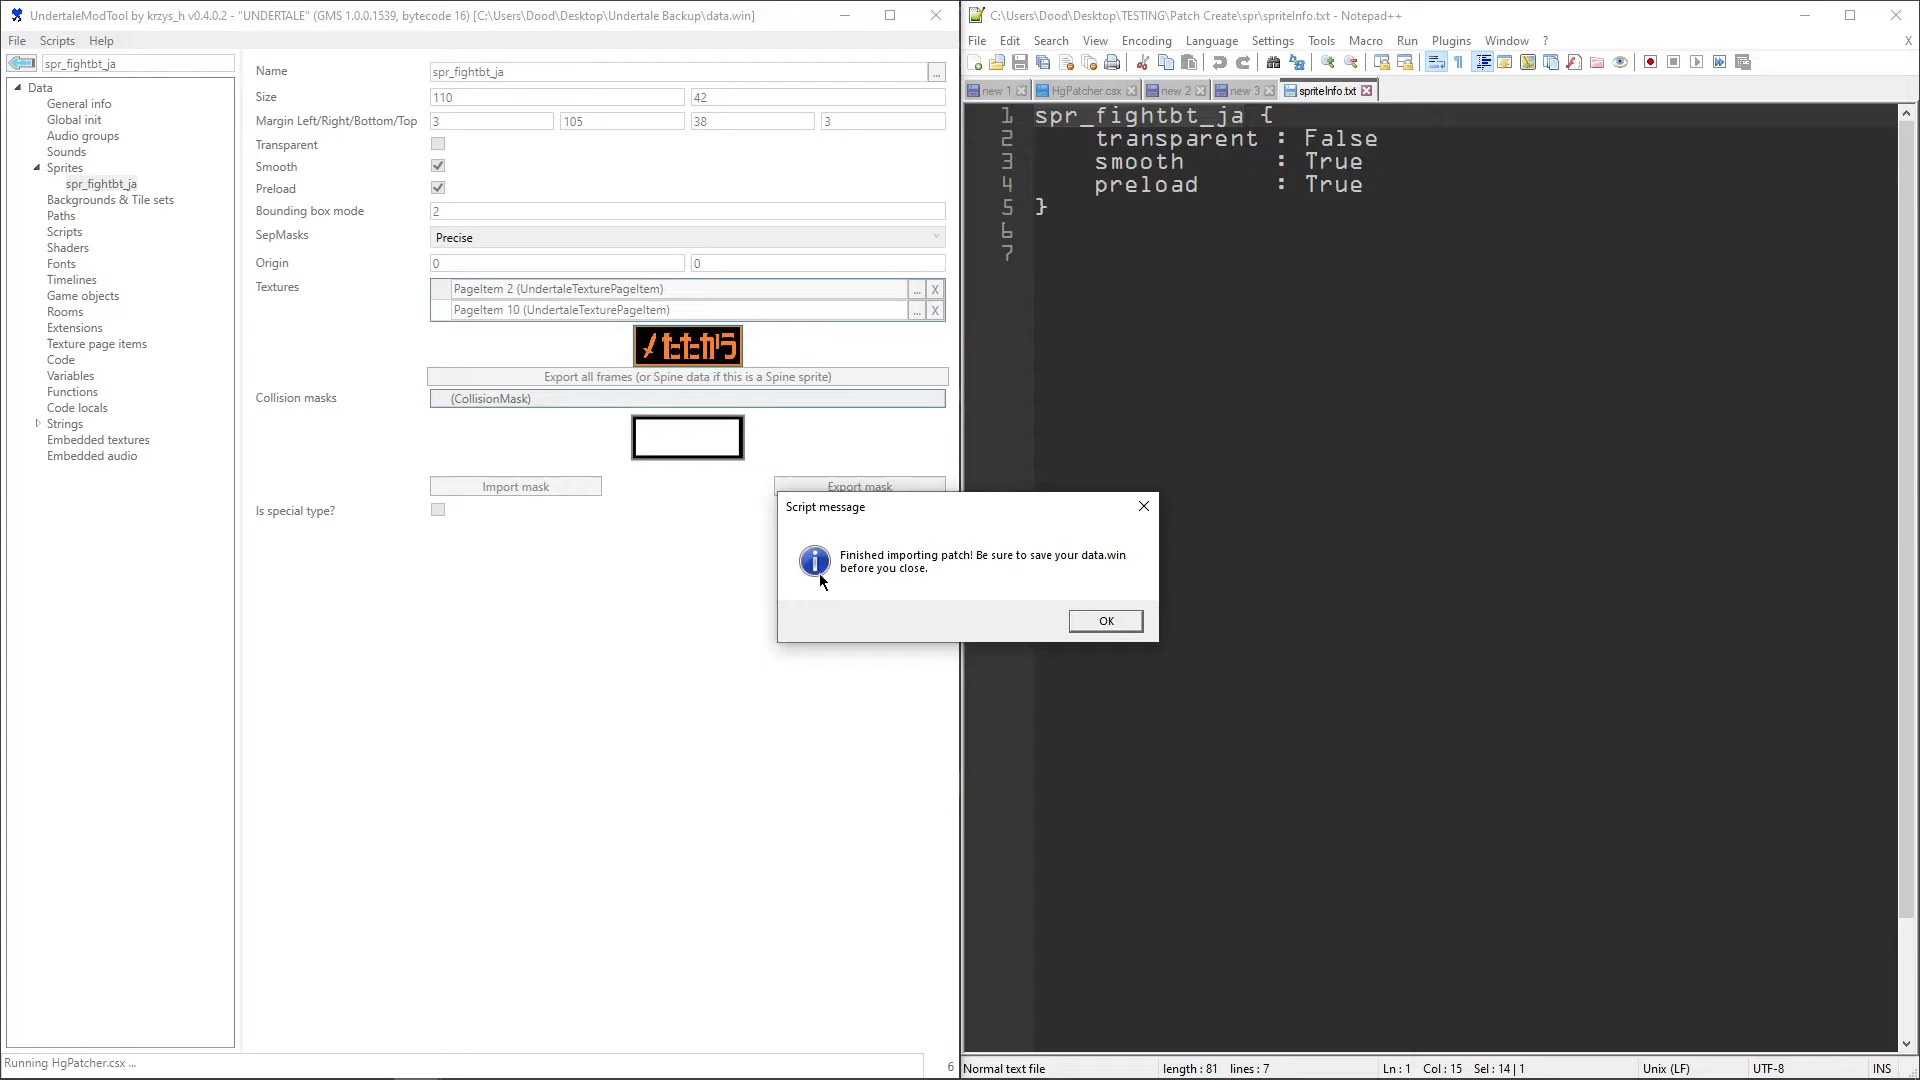 UndertaleModTool by krzys_h v0.4.0.2 - "UNDERTALE" (GMS 1.0.0.1539, bytecode 16) [C:\Users\Dood\Desktop\Undertale Backup\data.win]
File Scripts Help
spr_fightbt_ja
Data
General info
Global init
Audio groups
Sounds
Sprites
spr_fightbt_ja
Backgrounds & Tile sets
Paths
Scripts
Shaders
Fonts
Timelines
Game objects
Rooms
Extensions
Texture page items
Code
Variables
Functions
Code locals
Strings
Embedded textures
Embedded audio
Name spr_fightbt_ja ...
Size 110 42
Margin Left/Right/Bottom/Top 3 105 38 3
Transparent
Smooth
Preload
Bounding box mode 2
SepMasks Precise
Origin 0 0
Textures PageItem 2 (UndertaleTexturePageItem) ... X
PageItem 10 (UndertaleTexturePageItem) ... X
たたかう
Export all frames (or Spine data if this is a Spine sprite)
Collision masks (CollisionMask)
Import mask Export mask
Is special type?
Running HgPatcher.csx ... 6
Script message
Finished importing patch! Be sure to save your data.win
before you close.
OK
C:\Users\Dood\Desktop\TESTING\Patch Create\spr\spriteInfo.txt - Notepad++
File Edit Search View Encoding Language Settings Tools Macro Run Plugins Window ? X
new 1 HgPatcher.csx new 2 new 3 spriteInfo.txt
1 spr_fightbt_ja {
2 transparent : False
3 smooth : True
4 preload : True
5 }
6
7
Normal text file length : 81 lines : 7 Ln : 1 Col : 15 Sel : 14 | 1 Unix (LF) UTF-8 INS